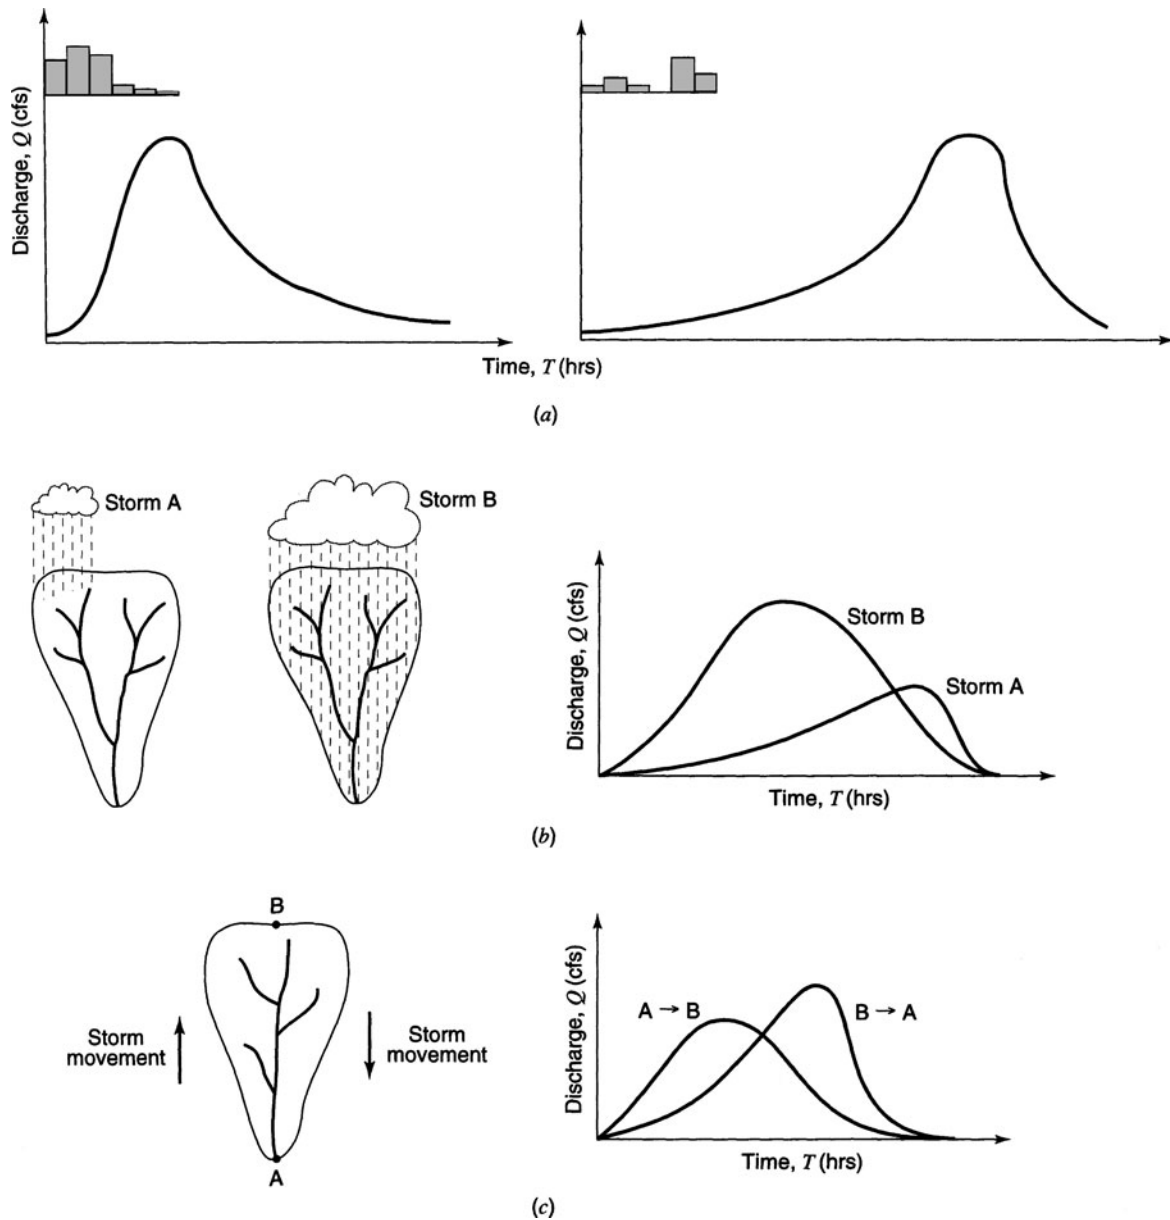 Discharge, Q (cfs)
Time, T (hrs)
(a)
Storm A
Storm B
Discharge, Q (cfs)
Storm B
Storm A
Time, T (hrs)
(b)
B
Storm
movement
Storm
movement
A
Discharge, Q (cfs)
A → B
B → A
Time, T (hrs)
(c)